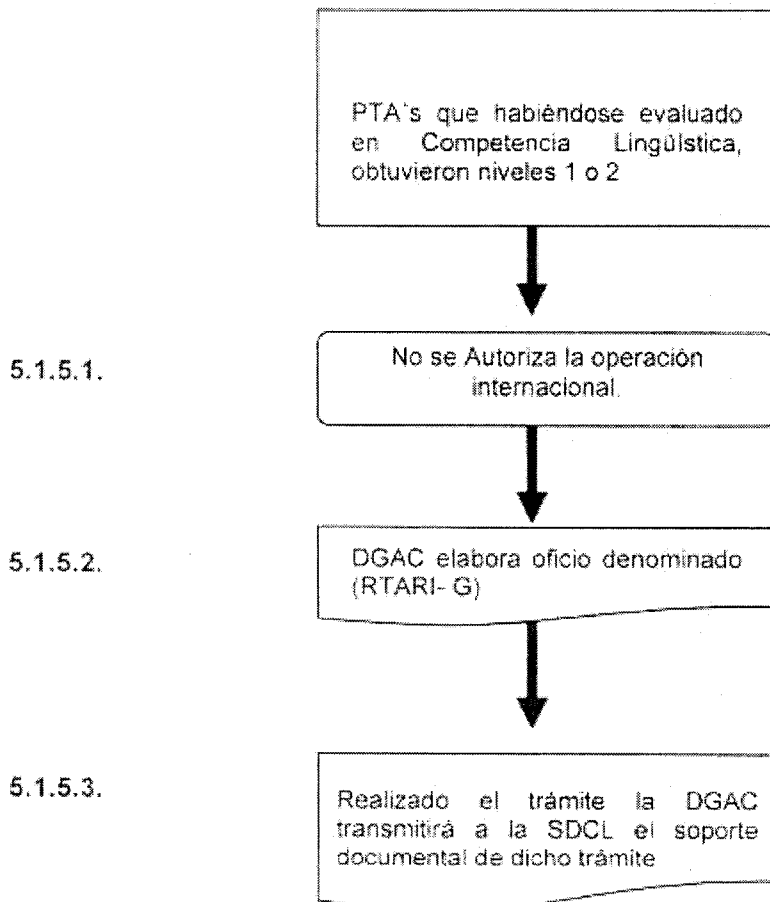 PTA's que habiéndose evaluado
en Competencia Lingüística,
obtuvieron niveles 1 o 2
5.1.5.1.
No se Autoriza la operación
internacional.
5.1.5.2.
DGAC elabora oficio denominado
(RTARI- G)
5.1.5.3.
Realizado el trámite la DGAC
transmitirá a la SDCL el soporte
documental de dicho trámite